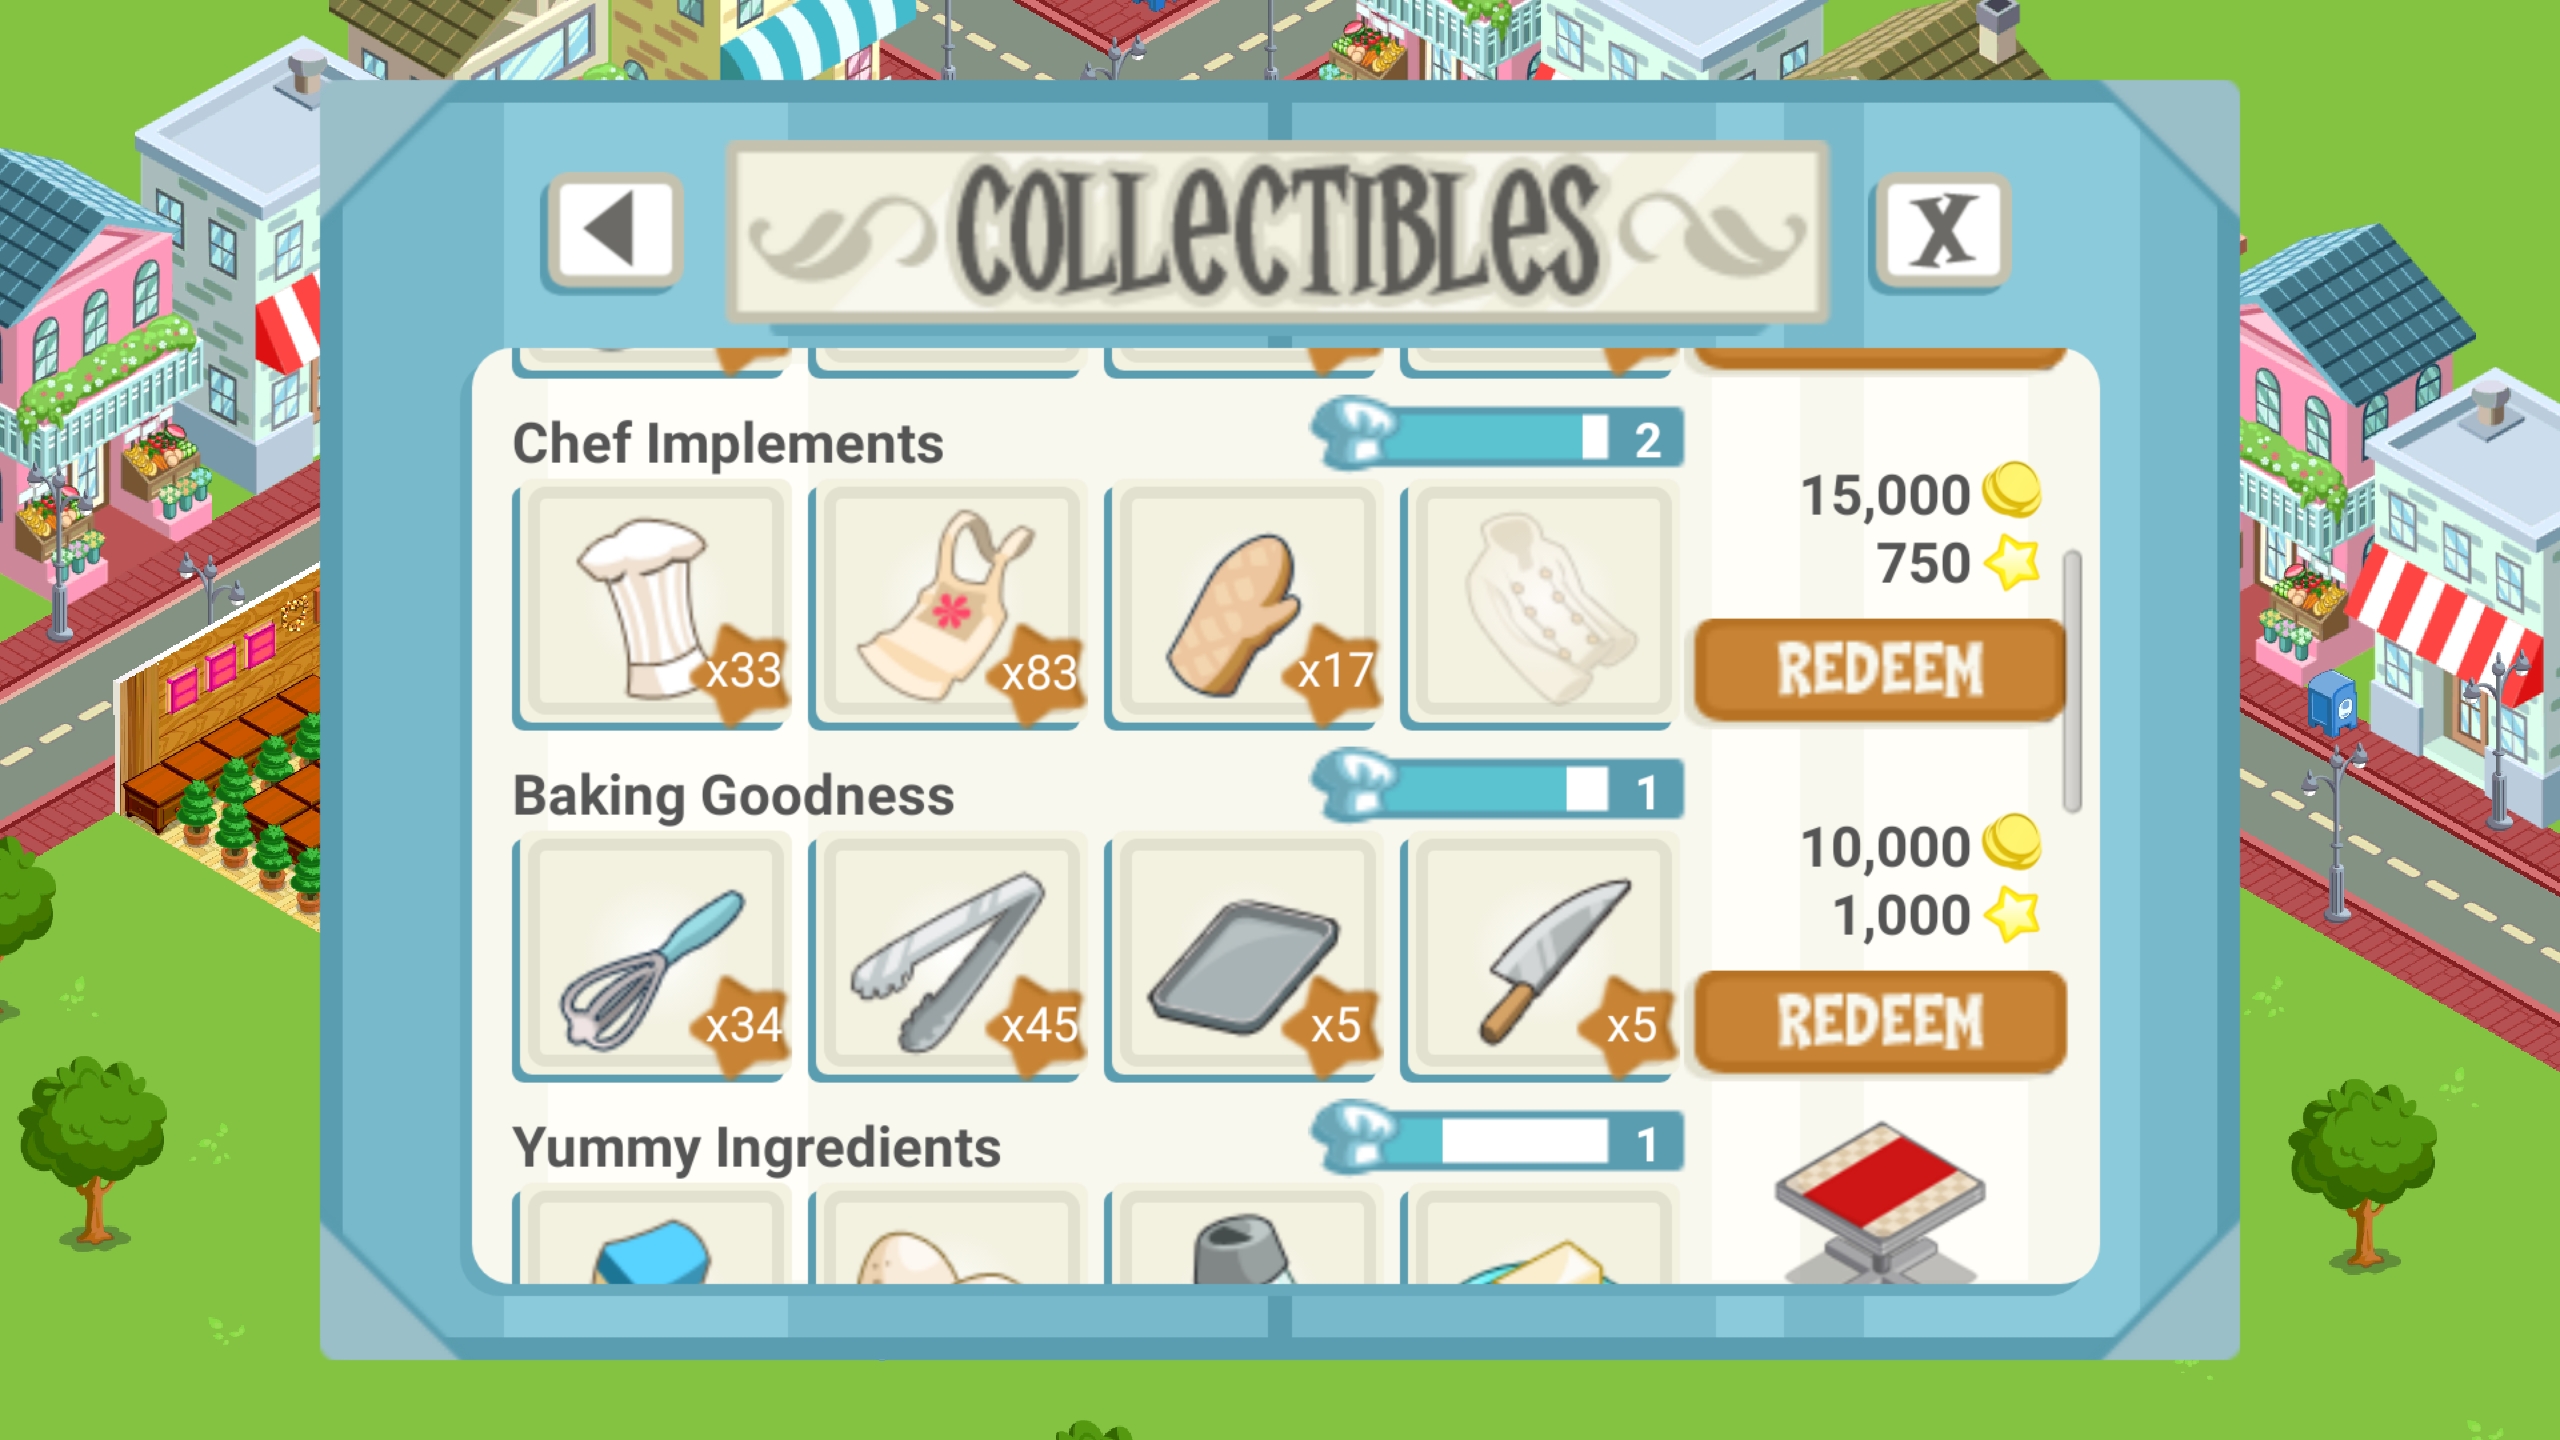 COLLECTIBLES
X
Chef Implements
2
15,000
750
x33
x83
x17
REDEEM
Baking Goodness
1
10,000
1,000
x34
x45
x5
x5
REDEEM
Yummy Ingredients
1